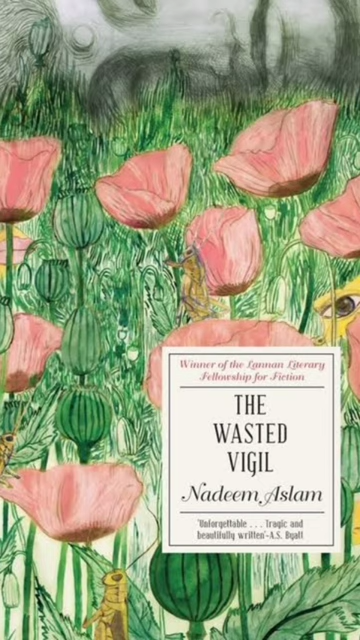 Winner of the Lannan Literary
Fellowship for Fiction
THE
WASTED
VIGIL
Nadeem Aslam
'Unforgettable . . . Tragic and
beautifully written'-A.S. Byatt